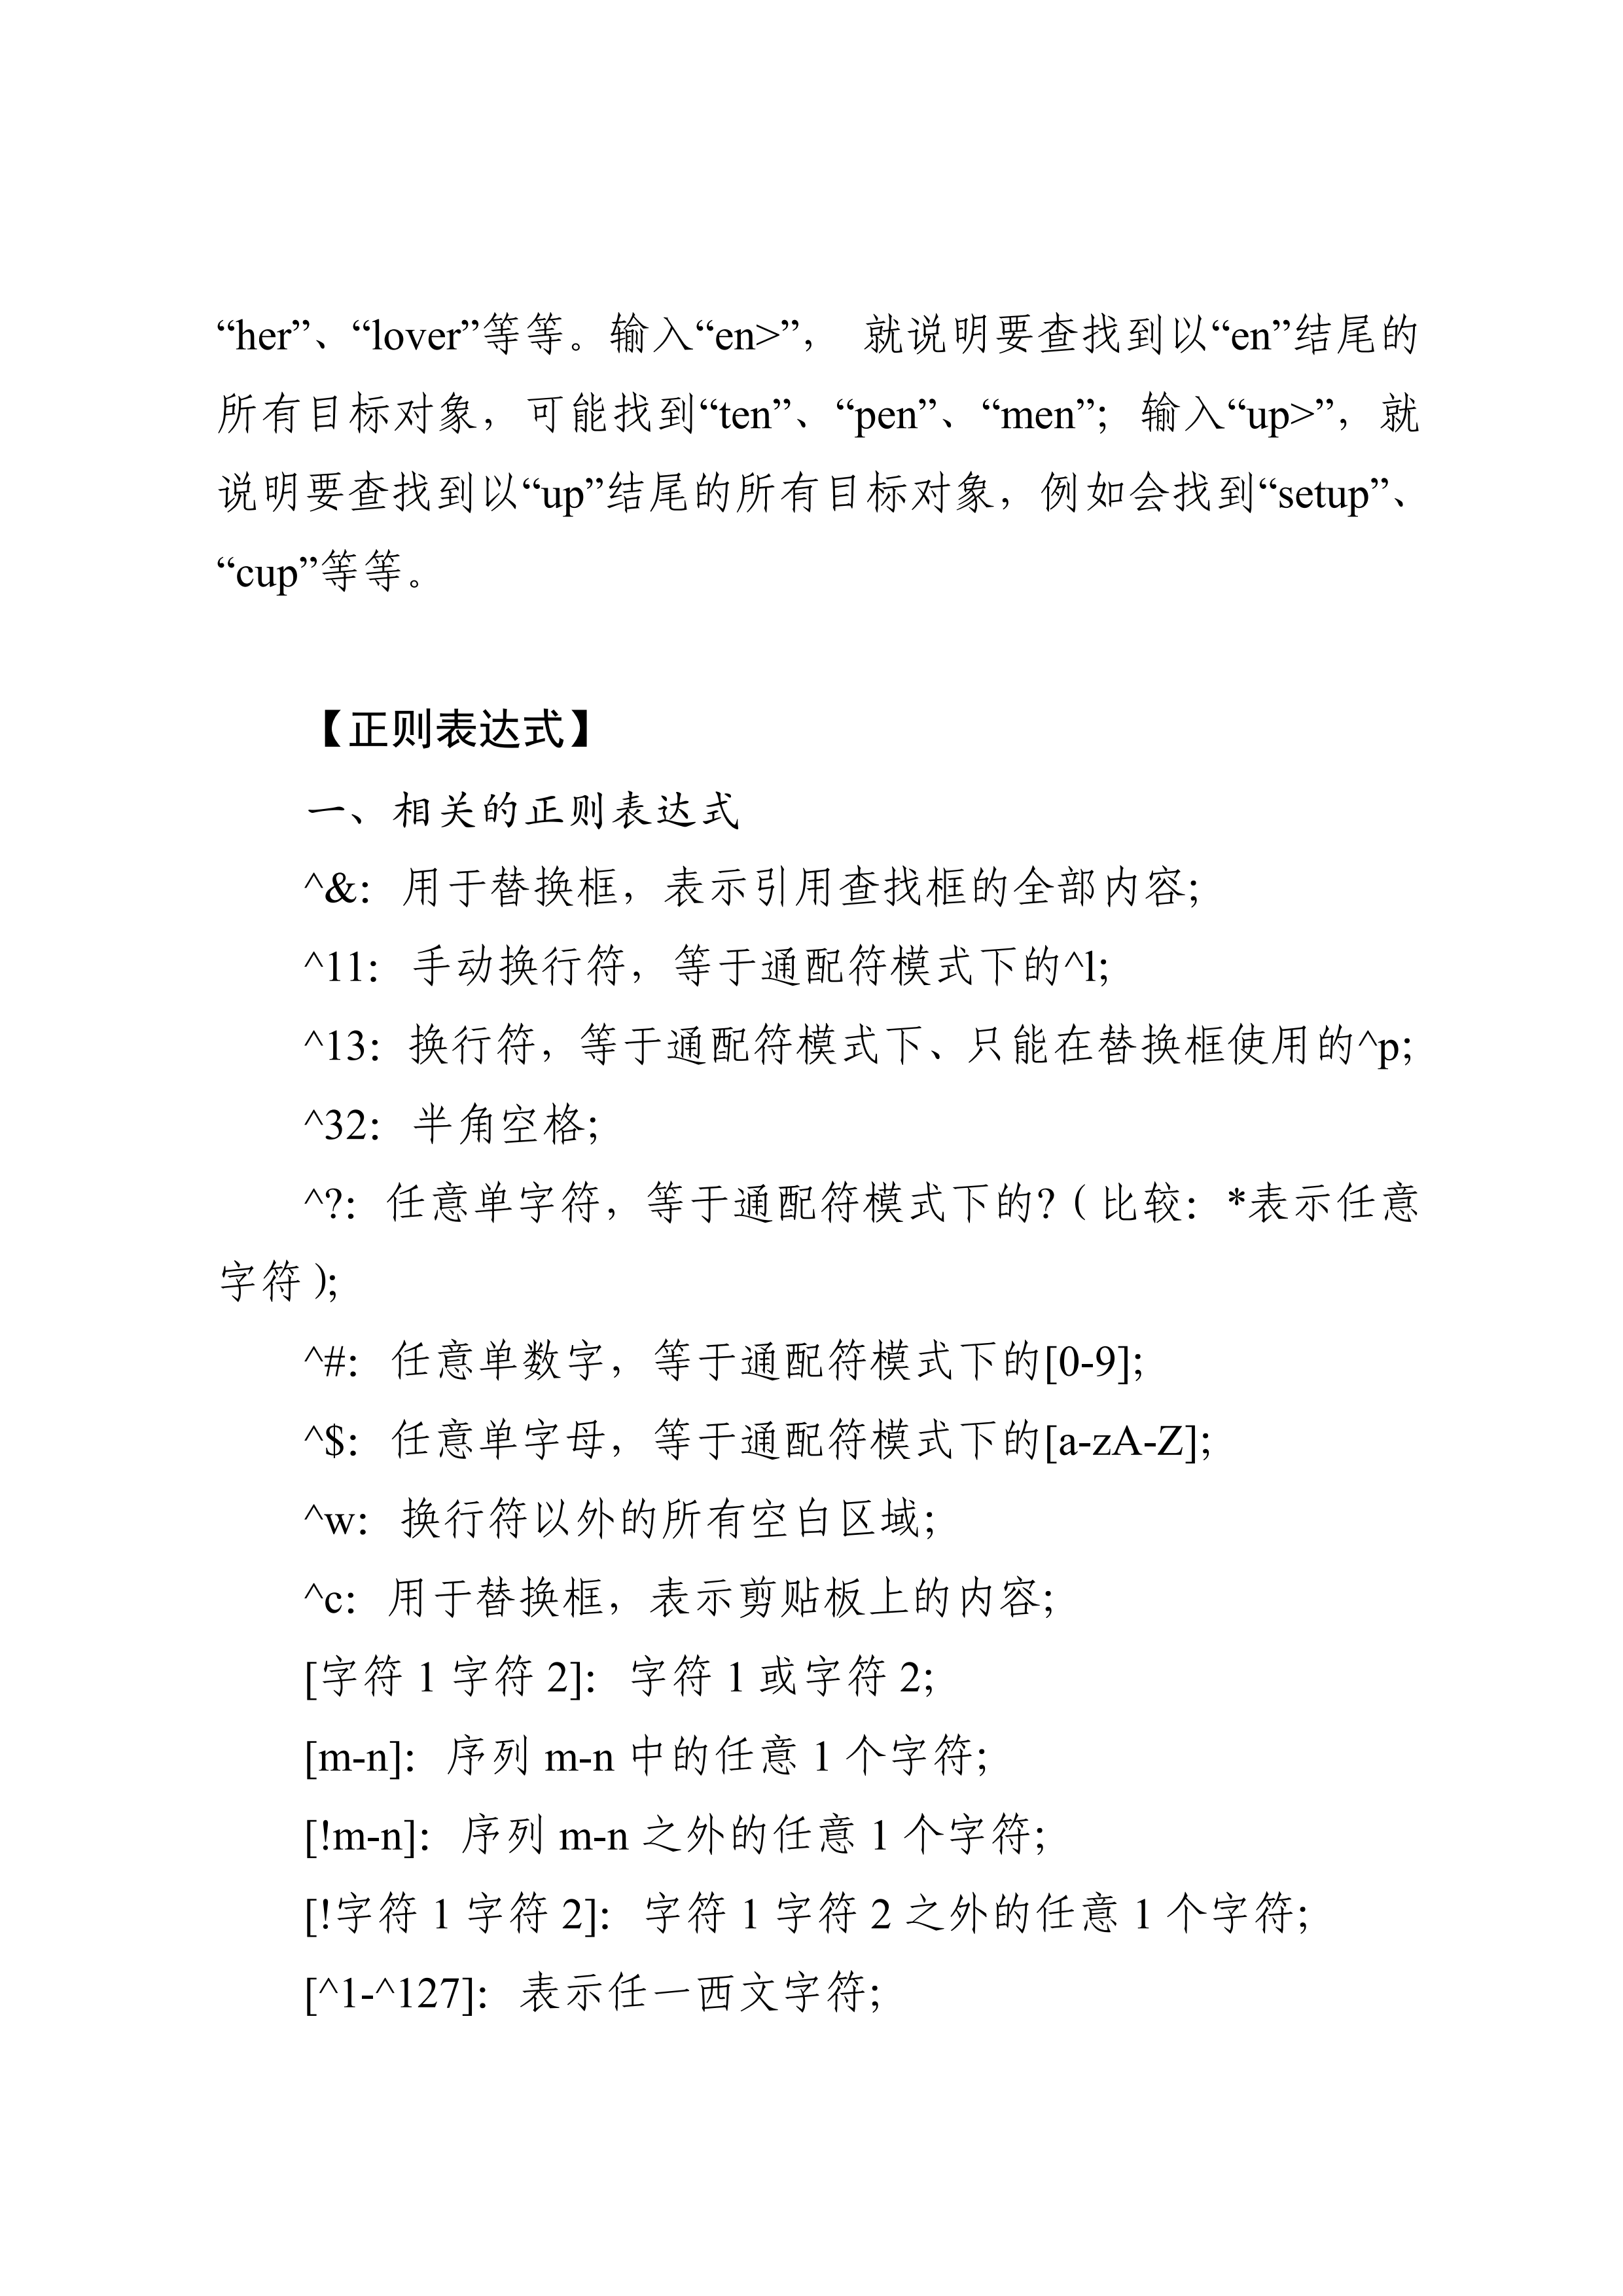 “her”、“lover”等等。输入“en>”， 就说明要查找到以“en”结尾的
所有目标对象，可能找到“ten”、“pen”、“men”；输入“up>”，就
说明要查找到以“up”结尾的所有目标对象，例如会找到“setup”、
“cup”等等。
【正则表达式】
一、相关的正则表达式
^&：用于替换框，表示引用查找框的全部内容；
^11：手动换行符，等于通配符模式下的^l；
^13：换行符，等于通配符模式下、只能在替换框使用的^p；
^32：半角空格；
^?：任意单字符，等于通配符模式下的?（比较：*表示任意
字符）；
^#：任意单数字，等于通配符模式下的[0-9]；
^$：任意单字母，等于通配符模式下的[a-zA-Z]；
^w：换行符以外的所有空白区域；
^c：用于替换框，表示剪贴板上的内容；
[字符 1 字符 2]：字符 1 或字符 2；
[m-n]：序列 m-n 中的任意 1 个字符；
[!m-n]：序列 m-n 之外的任意 1 个字符；
[!字符 1 字符 2]：字符 1 字符 2 之外的任意 1 个字符；
[^1-^127]：表示任一西文字符；